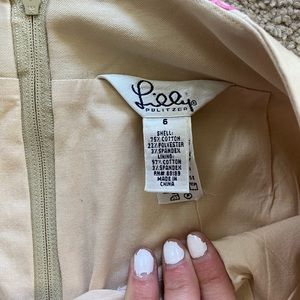 Lilly
PULITZER
6
SHELL:
75% COTTON
22% POLYESTER
3% SPANDEX
LINING:
97% COTTON
3% SPANDEX
RN# 89189
MADE IN
CHINA